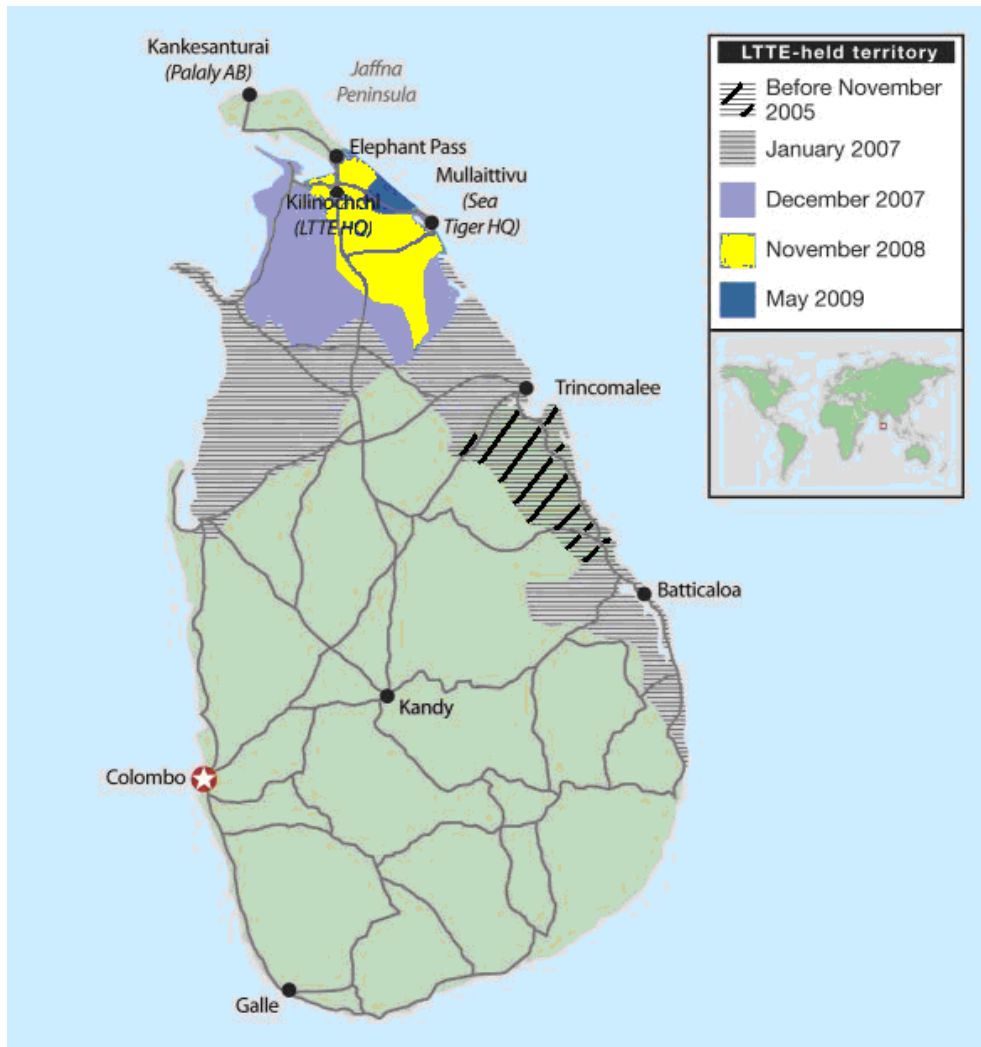 Kankesanturai
(Palaly AB)
Jaffna
Peninsula
Elephant Pass
Mullaittivu
(Sea
Tiger HQ)
Kilinochchi
(LTTE HQ)
Trincomalee
Batticaloa
Kandy
Colombo
Galle
LTTE-held territory
Before November
2005
January 2007
December 2007
November 2008
May 2009